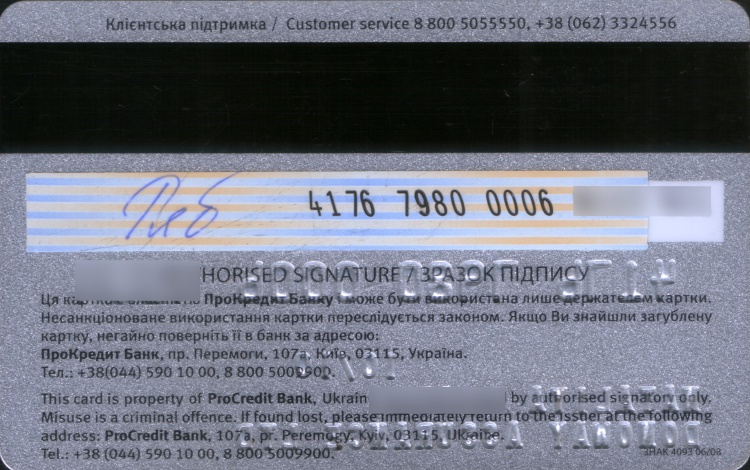 Клієнтська підтримка / Customer service 8 800 5055550, +38 (062) 3324556
4176 7980 0006
HORISED SIGNATURE / ЗРАЗОК ПІДПИСУ
Ця ПроКредит Банку і може бути використана лише держателем картки.
Несанкціоноване використання картки переслідується законом. Якщо Ви знайшли загублену
картку, негайно поверніть її в банк за адресою:
ПроКредит Банк, пр. Перемоги, 107а, Київ, 03115, Україна.
Тел.: +38(044) 590 10 00, 8 800 5009900.
This card is property of ProCredit Bank, Ukrain by authorised signatory only.
Misuse is a criminal offence. If found lost, please immediately return to the issuer at the following
address: ProCredit Bank, 107a, pr. Peremogy, Kyiv, 03115, Ukraine.
Tel.: +38 (044) 590 10 00, 8 800 5009900.
ЗНАК 4093 06/08